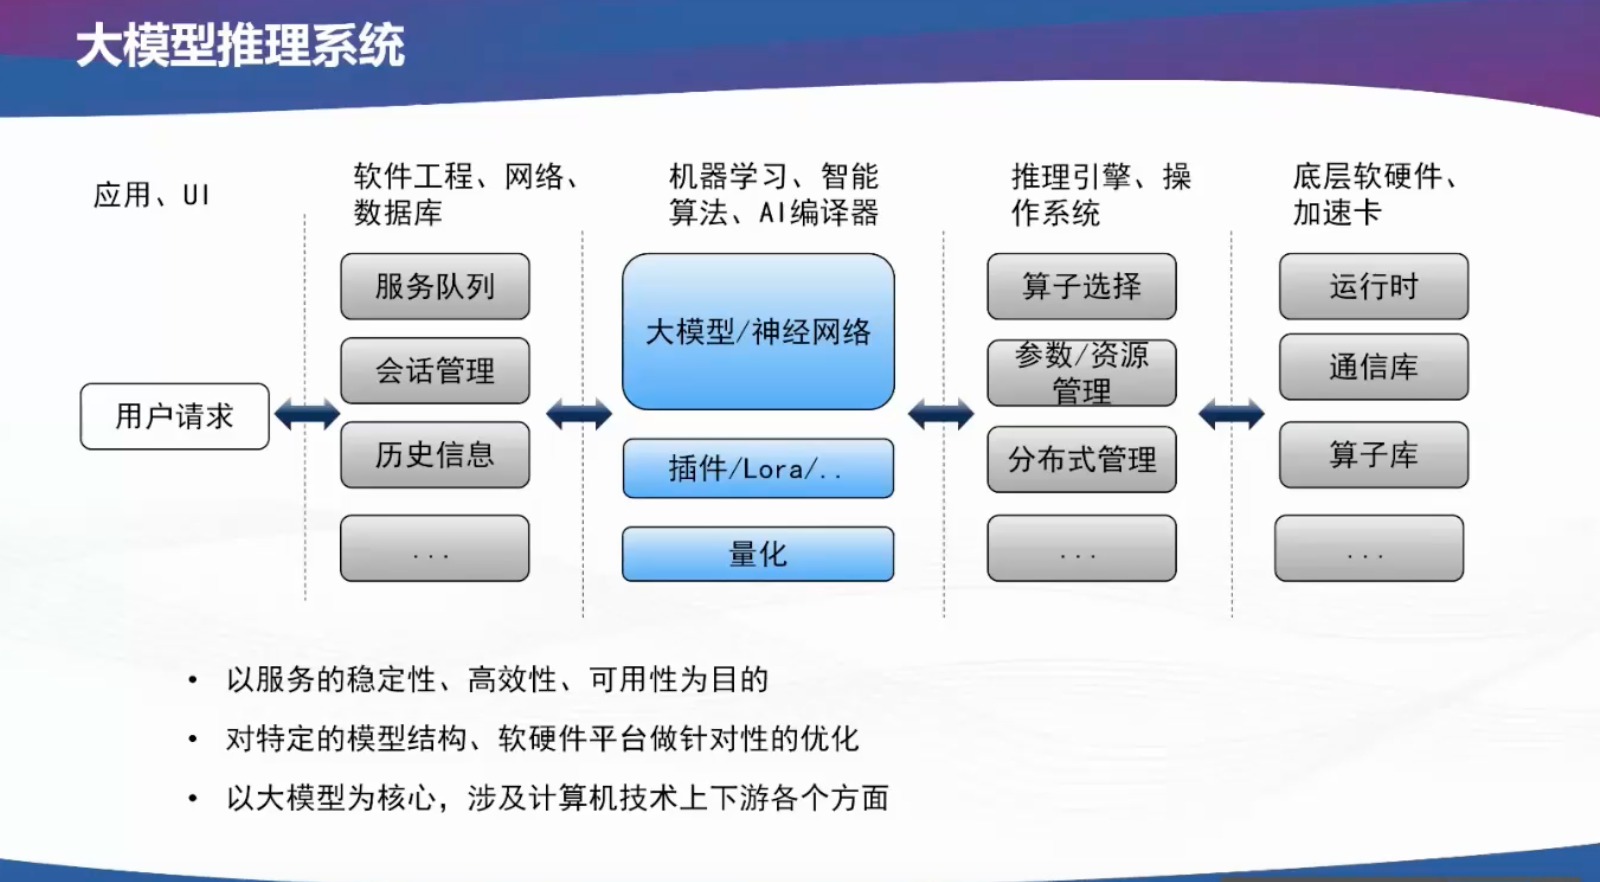 大模型推理系统
应用、UI
软件工程、网络、
数据库
机器学习、智能
算法、AI编译器
推理引擎、操
作系统
底层软硬件、
加速卡
用户请求
服务队列
会话管理
历史信息
...
大模型/神经网络
插件/Lora/..
量化
算子选择
参数/资源
管理
分布式管理
...
运行时
通信库
算子库
...
• 以服务的稳定性、高效性、可用性为目的
• 对特定的模型结构、软硬件平台做针对性的优化
• 以大模型为核心，涉及计算机技术上下游各个方面